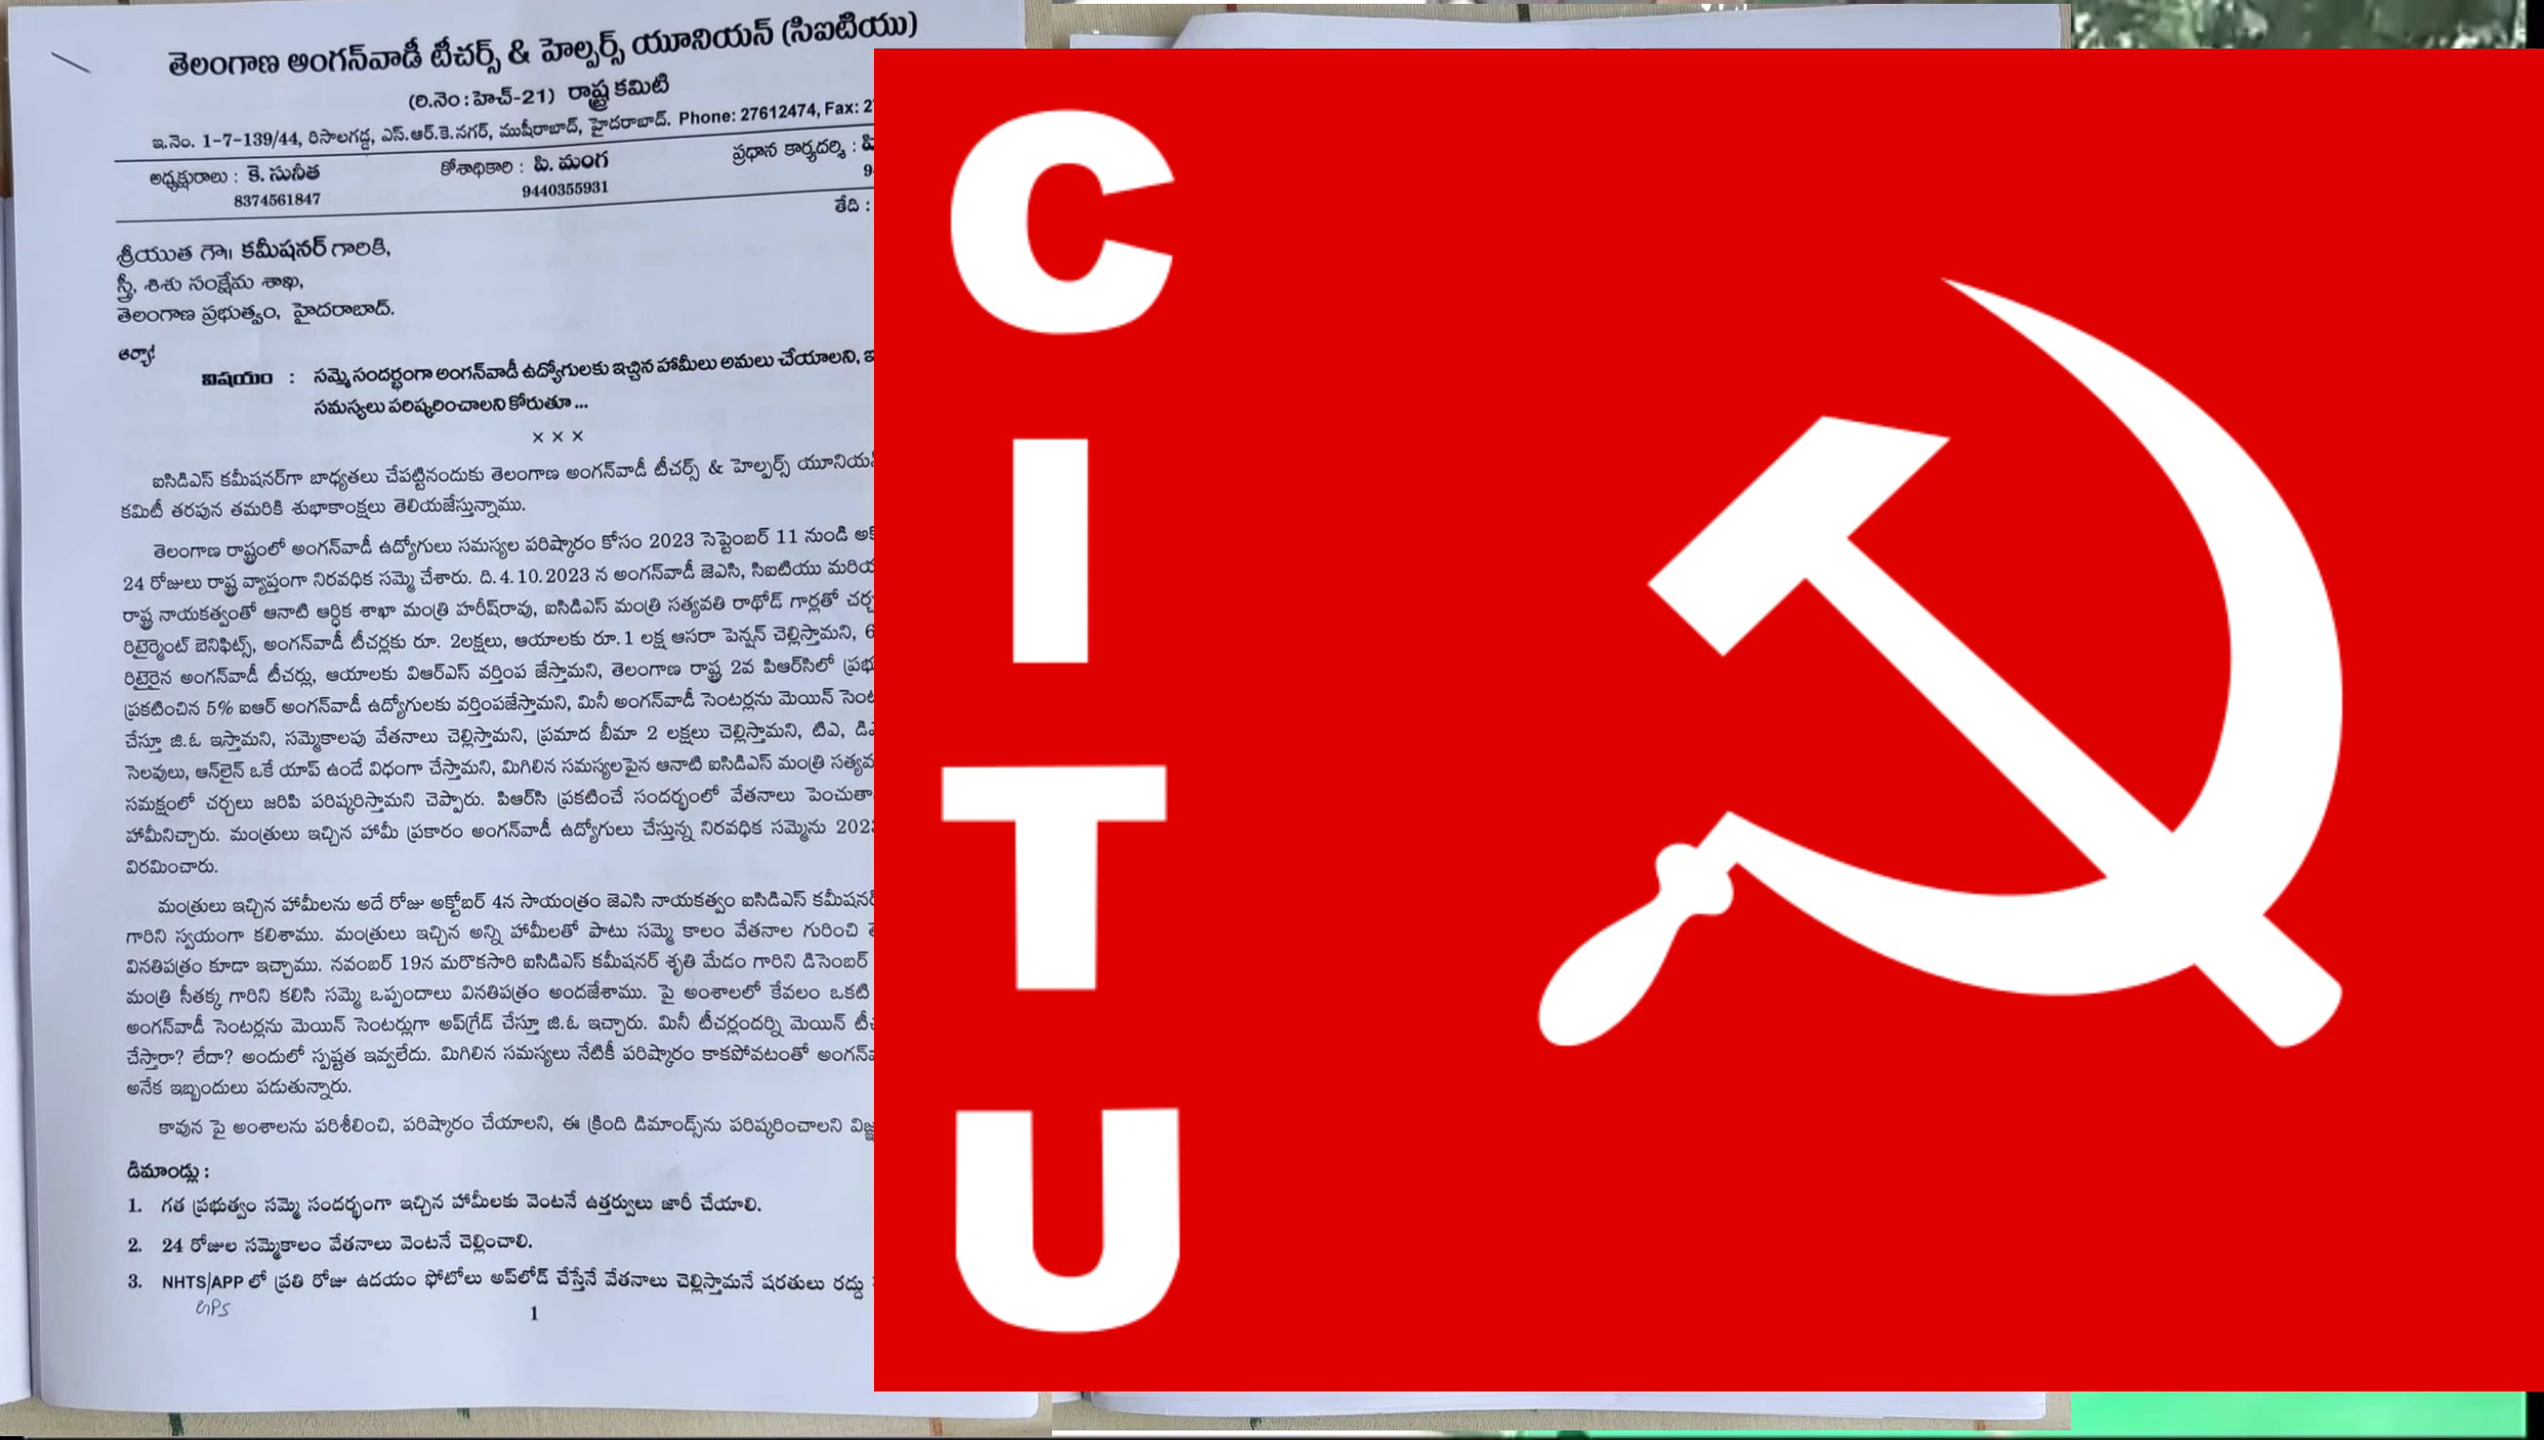 తెలంగాణ అంగన్‌వాడీ టీచర్స్ & హెల్పర్స్ యూనియన్ (సిఐటియు)
(రి.నెం : హెచ్-21) రాష్ట్ర కమిటి
ఇ.నెం. 1-7-139/44, రిసాలగడ్డ, ఎస్.ఆర్.కె.నగర్, ముషీరాబాద్, హైదరాబాద్. Phone: 27612474, Fax:
అధ్యక్షురాలు : కె. సునీత కోశాధికారి : పి. మంగ ప్రధాన కార్యదర్శి :
8374561847 9440355931
తేది :
శ్రీయుత గౌ॥ కమీషనర్ గారికి,
స్త్రీ, శిశు సంక్షేమ శాఖ,
తెలంగాణ ప్రభుత్వం, హైదరాబాద్.
ఆర్యా!
విషయం : సమ్మె సందర్భంగా అంగన్‌వాడీ ఉద్యోగులకు ఇచ్చిన హామీలు అమలు చేయాలని,
సమస్యలు పరిష్కరించాలని కోరుతూ ...
× × ×
ఐసిడిఎస్ కమీషనర్‌గా బాధ్యతలు చేపట్టినందుకు తెలంగాణ అంగన్‌వాడీ టీచర్స్ & హెల్పర్స్
కమిటీ తరపున తమరికి శుభాకాంక్షలు తెలియజేస్తున్నాము.
తెలంగాణ రాష్ట్రంలో అంగన్‌వాడీ ఉద్యోగులు సమస్యల పరిష్కారం కోసం 2023 సెప్టెంబర్ 11 నుండి
24 రోజులు రాష్ట్ర వ్యాప్తంగా నిరవధిక సమ్మె చేశారు. ది.4.10.2023 న అంగన్‌వాడీ జెఎసి, సిఐటియు
రాష్ట్ర నాయకత్వంతో ఆనాటి ఆర్థిక శాఖా మంత్రి హరీష్‌రావు, ఐసిడిఎస్ మంత్రి సత్యవతి రాథోడ్ గార్లతో
రిటైర్మెంట్ బెనిఫిట్స్, అంగన్‌వాడీ టీచర్లకు రూ. 2లక్షలు, ఆయాలకు రూ.1 లక్ష ఆసరా పెన్షన్ చెల్లిస్తామని,
రిటైరైన అంగన్‌వాడీ టీచర్లు, ఆయాలకు విఆర్ఎస్ వర్తింప జేస్తామని, తెలంగాణ రాష్ట్ర 2వ పిఆర్‌సిలో
ప్రకటించిన 5% ఐఆర్ అంగన్‌వాడీ ఉద్యోగులకు వర్తింపజేస్తామని, మినీ అంగన్‌వాడీ సెంటర్లను మెయిన్
చేస్తూ జి.ఓ ఇస్తామని, సమ్మెకాలపు వేతనాలు చెల్లిస్తామని, ప్రమాద బీమా 2 లక్షలు చెల్లిస్తామని, టిఎ,
సెలవులు, ఆన్‌లైన్ ఒకే యాప్ ఉండే విధంగా చేస్తామని, మిగిలిన సమస్యలపైన ఆనాటి ఐసిడిఎస్ మంత్రి
సమక్షంలో చర్చలు జరిపి పరిష్కరిస్తామని చెప్పారు. పిఆర్‌సి ప్రకటించే సందర్భంలో వేతనాలు
హామీనిచ్చారు. మంత్రులు ఇచ్చిన హామీ ప్రకారం అంగన్‌వాడీ ఉద్యోగులు చేస్తున్న నిరవధిక సమ్మెను
విరమించారు.
మంత్రులు ఇచ్చిన హామీలను అదే రోజు అక్టోబర్ 4న సాయంత్రం జెఎసి నాయకత్వం ఐసిడిఎస్ కమీషనర్
గారిని స్వయంగా కలిశాము. మంత్రులు ఇచ్చిన అన్ని హామీలతో పాటు సమ్మె కాలం వేతనాల గురించి
వినతిపత్రం కూడా ఇచ్చాము. నవంబర్ 19న మరొకసారి ఐసిడిఎస్ కమీషనర్ శృతి మేడం గారిని డిసెంబర్
మంత్రి సీతక్క గారిని కలిసి సమ్మె ఒప్పందాలు వినతిపత్రం అందజేశాము. పై అంశాలలో కేవలం ఒకటి
అంగన్‌వాడీ సెంటర్లను మెయిన్ సెంటర్లుగా అప్‌గ్రేడ్ చేస్తూ జి.ఓ ఇచ్చారు. మినీ టీచర్లందర్ని మెయిన్
చేస్తారా? లేదా? అందులో స్పష్టత ఇవ్వలేదు. మిగిలిన సమస్యలు నేటికీ పరిష్కారం కాకపోవటంతో
అనేక ఇబ్బందులు పడుతున్నారు.
కావున పై అంశాలను పరిశీలించి, పరిష్కారం చేయాలని, ఈ క్రింది డిమాండ్స్‌ను పరిష్కరించాలని
డిమాండ్లు :
1. గత ప్రభుత్వం సమ్మె సందర్భంగా ఇచ్చిన హామీలకు వెంటనే ఉత్తర్వులు జారీ చేయాలి.
2. 24 రోజుల సమ్మెకాలం వేతనాలు వెంటనే చెల్లించాలి.
3. NHTS/APP లో ప్రతి రోజు ఉదయం ఫోటోలు అప్‌లోడ్ చేస్తేనే వేతనాలు చెల్లిస్తామనే షరతులు రద్దు
GPS
1
C
I
T
U